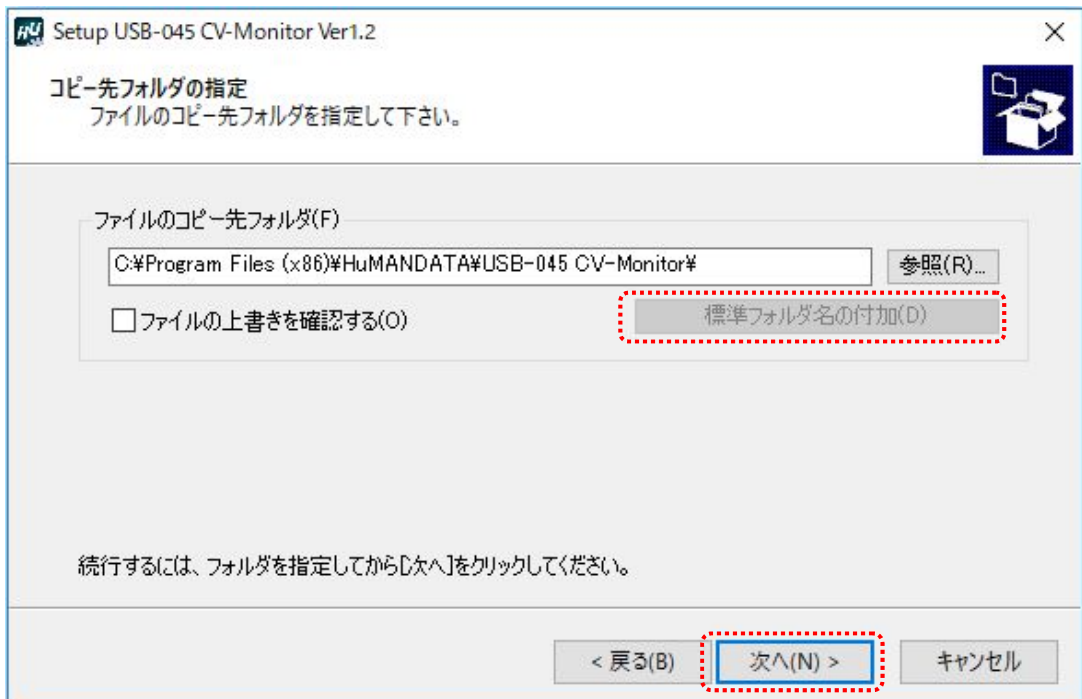 Setup USB-045 CV-Monitor Ver1.2
コピー先フォルダの指定
ファイルのコピー先フォルダを指定して下さい。
ファイルのコピー先フォルダ(F)
C:¥Program Files (x86)¥HuMANDATA¥USB-045 CV-Monitor¥
参照(R)...
ファイルの上書きを確認する(O)
標準フォルダ名の付加(D)
続行するには、フォルダを指定してから[次へ]をクリックしてください。
< 戻る(B)
次へ(N) >
キャンセル